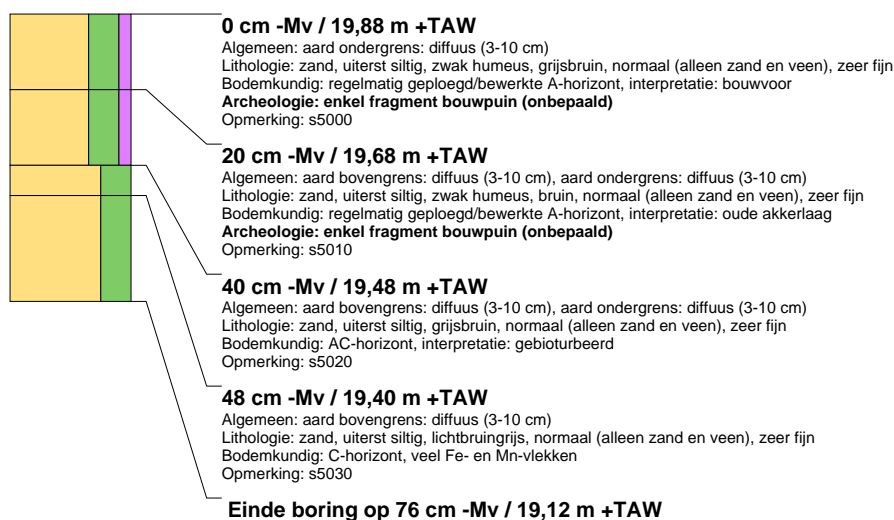 0 cm -Mv / 19,88 m +TAW
Algemeen: aard ondergrens: diffuus (3-10 cm)
Lithologie: zand, uiterst siltig, zwak humeus, grijsbruin, normaal (alleen zand en veen), zeer fijn
Bodemkundig: regelmatig geploegd/bewerkte A-horizont, interpretatie: bouwvoor
Archeologie: enkel fragment bouwpuin (onbepaald)
Opmerking: s5000
20 cm -Mv / 19,68 m +TAW
Algemeen: aard bovengrens: diffuus (3-10 cm), aard ondergrens: diffuus (3-10 cm)
Lithologie: zand, uiterst siltig, zwak humeus, bruin, normaal (alleen zand en veen), zeer fijn
Bodemkundig: regelmatig geploegd/bewerkte A-horizont, interpretatie: oude akkerlaag
Archeologie: enkel fragment bouwpuin (onbepaald)
Opmerking: s5010
40 cm -Mv / 19,48 m +TAW
Algemeen: aard bovengrens: diffuus (3-10 cm), aard ondergrens: diffuus (3-10 cm)
Lithologie: zand, uiterst siltig, grijsbruin, normaal (alleen zand en veen), zeer fijn
Bodemkundig: AC-horizont, interpretatie: gebioturbeerd
Opmerking: s5020
48 cm -Mv / 19,40 m +TAW
Algemeen: aard bovengrens: diffuus (3-10 cm)
Lithologie: zand, uiterst siltig, lichtbruingrijs, normaal (alleen zand en veen), zeer fijn
Bodemkundig: C-horizont, veel Fe- en Mn-vlekken
Opmerking: s5030
Einde boring op 76 cm -Mv / 19,12 m +TAW